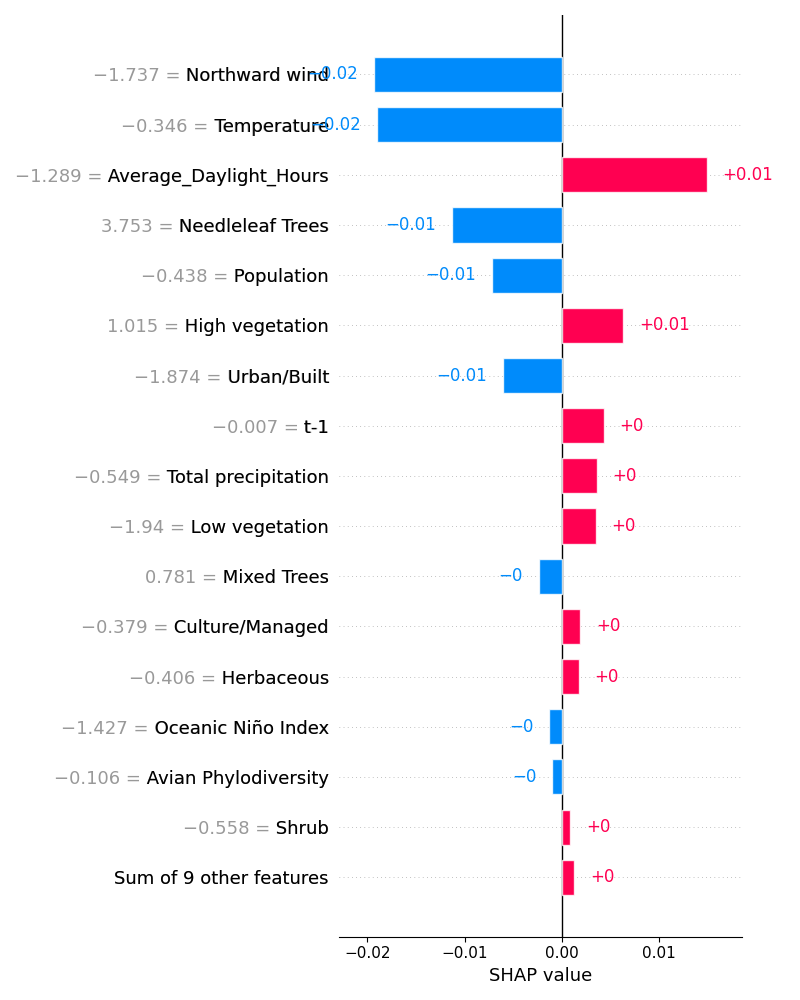 −1.737 = Northward wind −0.02
−0.346 = Temperature −0.02
−1.289 = Average_Daylight_Hours +0.01
3.753 = Needleleaf Trees −0.01
−0.438 = Population −0.01
1.015 = High vegetation +0.01
−1.874 = Urban/Built −0.01
−0.007 = t-1 +0
−0.549 = Total precipitation +0
−1.94 = Low vegetation +0
0.781 = Mixed Trees −0
−0.379 = Culture/Managed +0
−0.406 = Herbaceous +0
−1.427 = Oceanic Niño Index −0
−0.106 = Avian Phylodiversity −0
−0.558 = Shrub +0
Sum of 9 other features +0
−0.02 −0.01 0.00 0.01
SHAP value